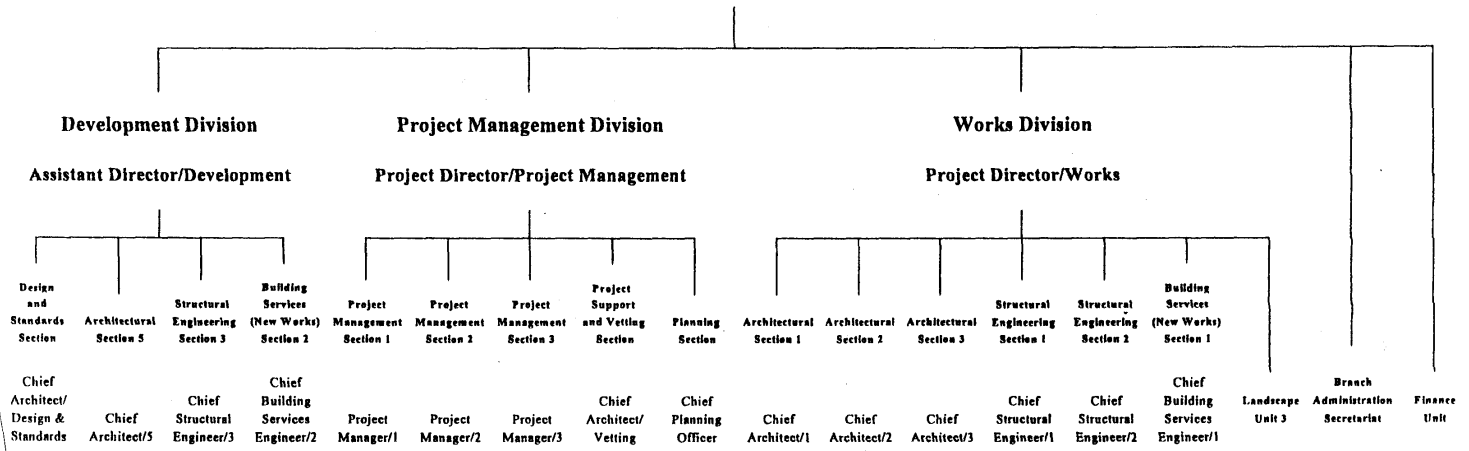 Development Division
Project Management Division
Works Division
Assistant Director/Development
Project Director/Project Management
Project Director/Works
Design
and
Standards
Section
Architectural
Section 5
Structural
Engineering
Section 3
Building
Services
(New Works)
Section 2
Project
Management
Section 1
Project
Management
Section 2
Project
Management
Section 3
Project
Support
and Vetting
Section
Planning
Section
Architectural
Section 1
Architectural
Section 2
Architectural
Section 3
Structural
Engineering
Section 1
Structural
Engineering
Section 2
Building
Services
(New Works)
Section 1
Chief
Architect/
Design &
Standards
Chief
Architect/5
Chief
Structural
Engineer/3
Chief
Building
Services
Engineer/2
Project
Manager/1
Project
Manager/2
Project
Manager/3
Chief
Architect/
Vetting
Chief
Planning
Officer
Chief
Architect/1
Chief
Architect/2
Chief
Architect/3
Chief
Structural
Engineer/1
Chief
Structural
Engineer/2
Chief
Building
Services
Engineer/1
Landscape
Unit 3
Branch
Administration
Secretariat
Finance
Unit